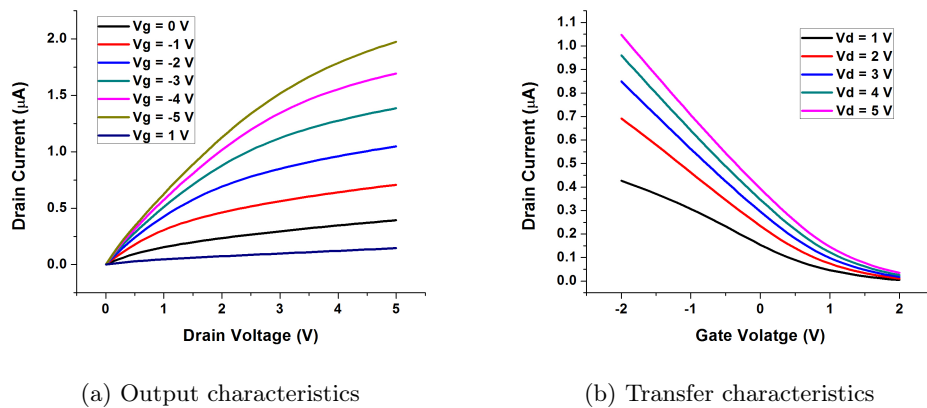 Drain Current (μA)
2.0
1.5
1.0
0.5
0.0
Vg = 0 V
Vg = -1 V
Vg = -2 V
Vg = -3 V
Vg = -4 V
Vg = -5 V
Vg = 1 V
0 1 2 3 4 5
Drain Voltage (V)
(a) Output characteristics
Drain Current (μA)
1.1
1.0
0.9
0.8
0.7
0.6
0.5
0.4
0.3
0.2
0.1
0.0
Vd = 1 V
Vd = 2 V
Vd = 3 V
Vd = 4 V
Vd = 5 V
-2 -1 0 1 2
Gate Volatge (V)
(b) Transfer characteristics